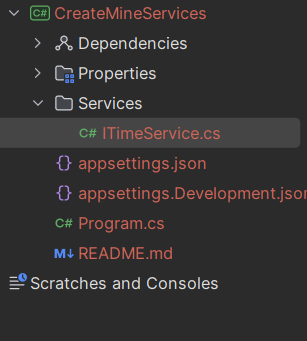 C# CreateMineServices
Dependencies
Properties
Services
C# ITimeService.cs
{} appsettings.json
{} appsettings.Development.json
C# Program.cs
M↓ README.md
Scratches and Consoles